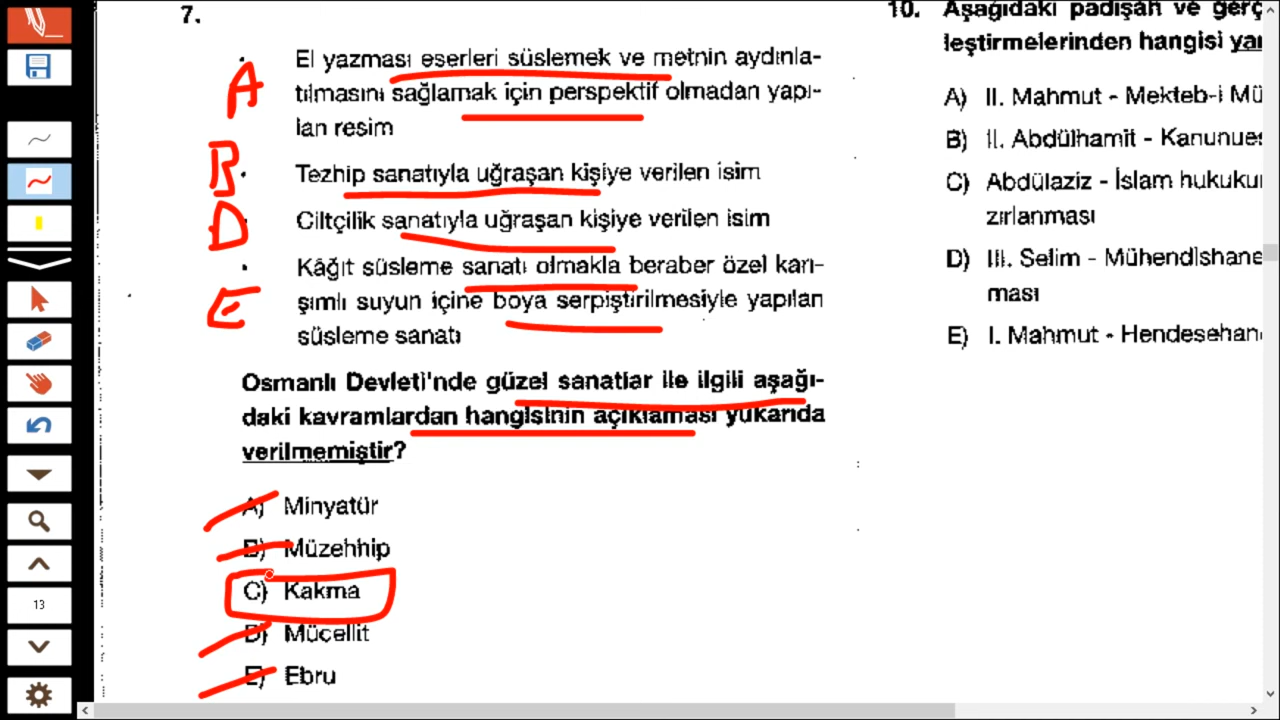 7.
El yazması eserleri süslemek ve metnin aydınla-
tılmasını sağlamak için perspektif olmadan yapı-
lan resim
A
Tezhip sanatıyla uğraşan kişiye verilen isim
B
Ciltçilik sanatıyla uğraşan kişiye verilen isim
D
Kâğıt süsleme sanatı olmakla beraber özel karı-
şımlı suyun içine boya serpiştirilmesiyle yapılan
süsleme sanatı
E
Osmanlı Devleti'nde güzel sanatlar ile ilgili aşağı-
daki kavramlardan hangisinin açıklaması yukarıda
verilmemiştir?
A) Minyatür
B) Müzehhip
C) Kakma
D) Mücellit
E) Ebru
10. Aşağıdaki padişah ve gerç
leştirmelerinden hangisi yan
A) II. Mahmut - Mekteb-i Mü
B) II. Abdülhamit - Kanunues
C) Abdülaziz - İslam hukuku
zırlanması
D) III. Selim - Mühendishane
ması
E) I. Mahmut - Hendesehan
13